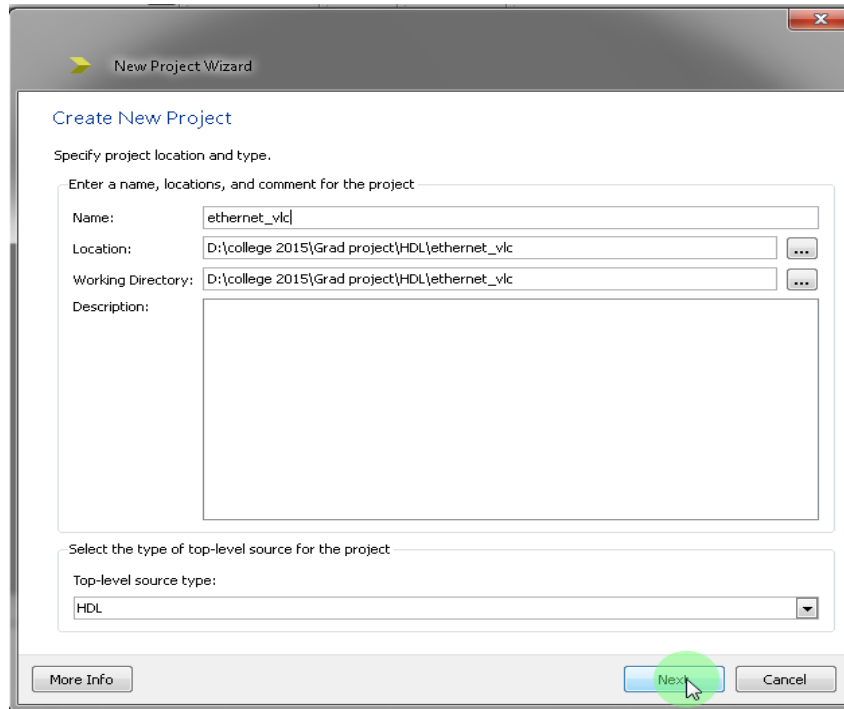 New Project Wizard
Create New Project
Specify project location and type.
Enter a name, locations, and comment for the project
Name: ethernet_vlc
Location: D:\college 2015\Grad project\HDL\ethernet_vlc ...
Working Directory: D:\college 2015\Grad project\HDL\ethernet_vlc ...
Description:
Select the type of top-level source for the project
Top-level source type:
HDL
More Info Next Cancel